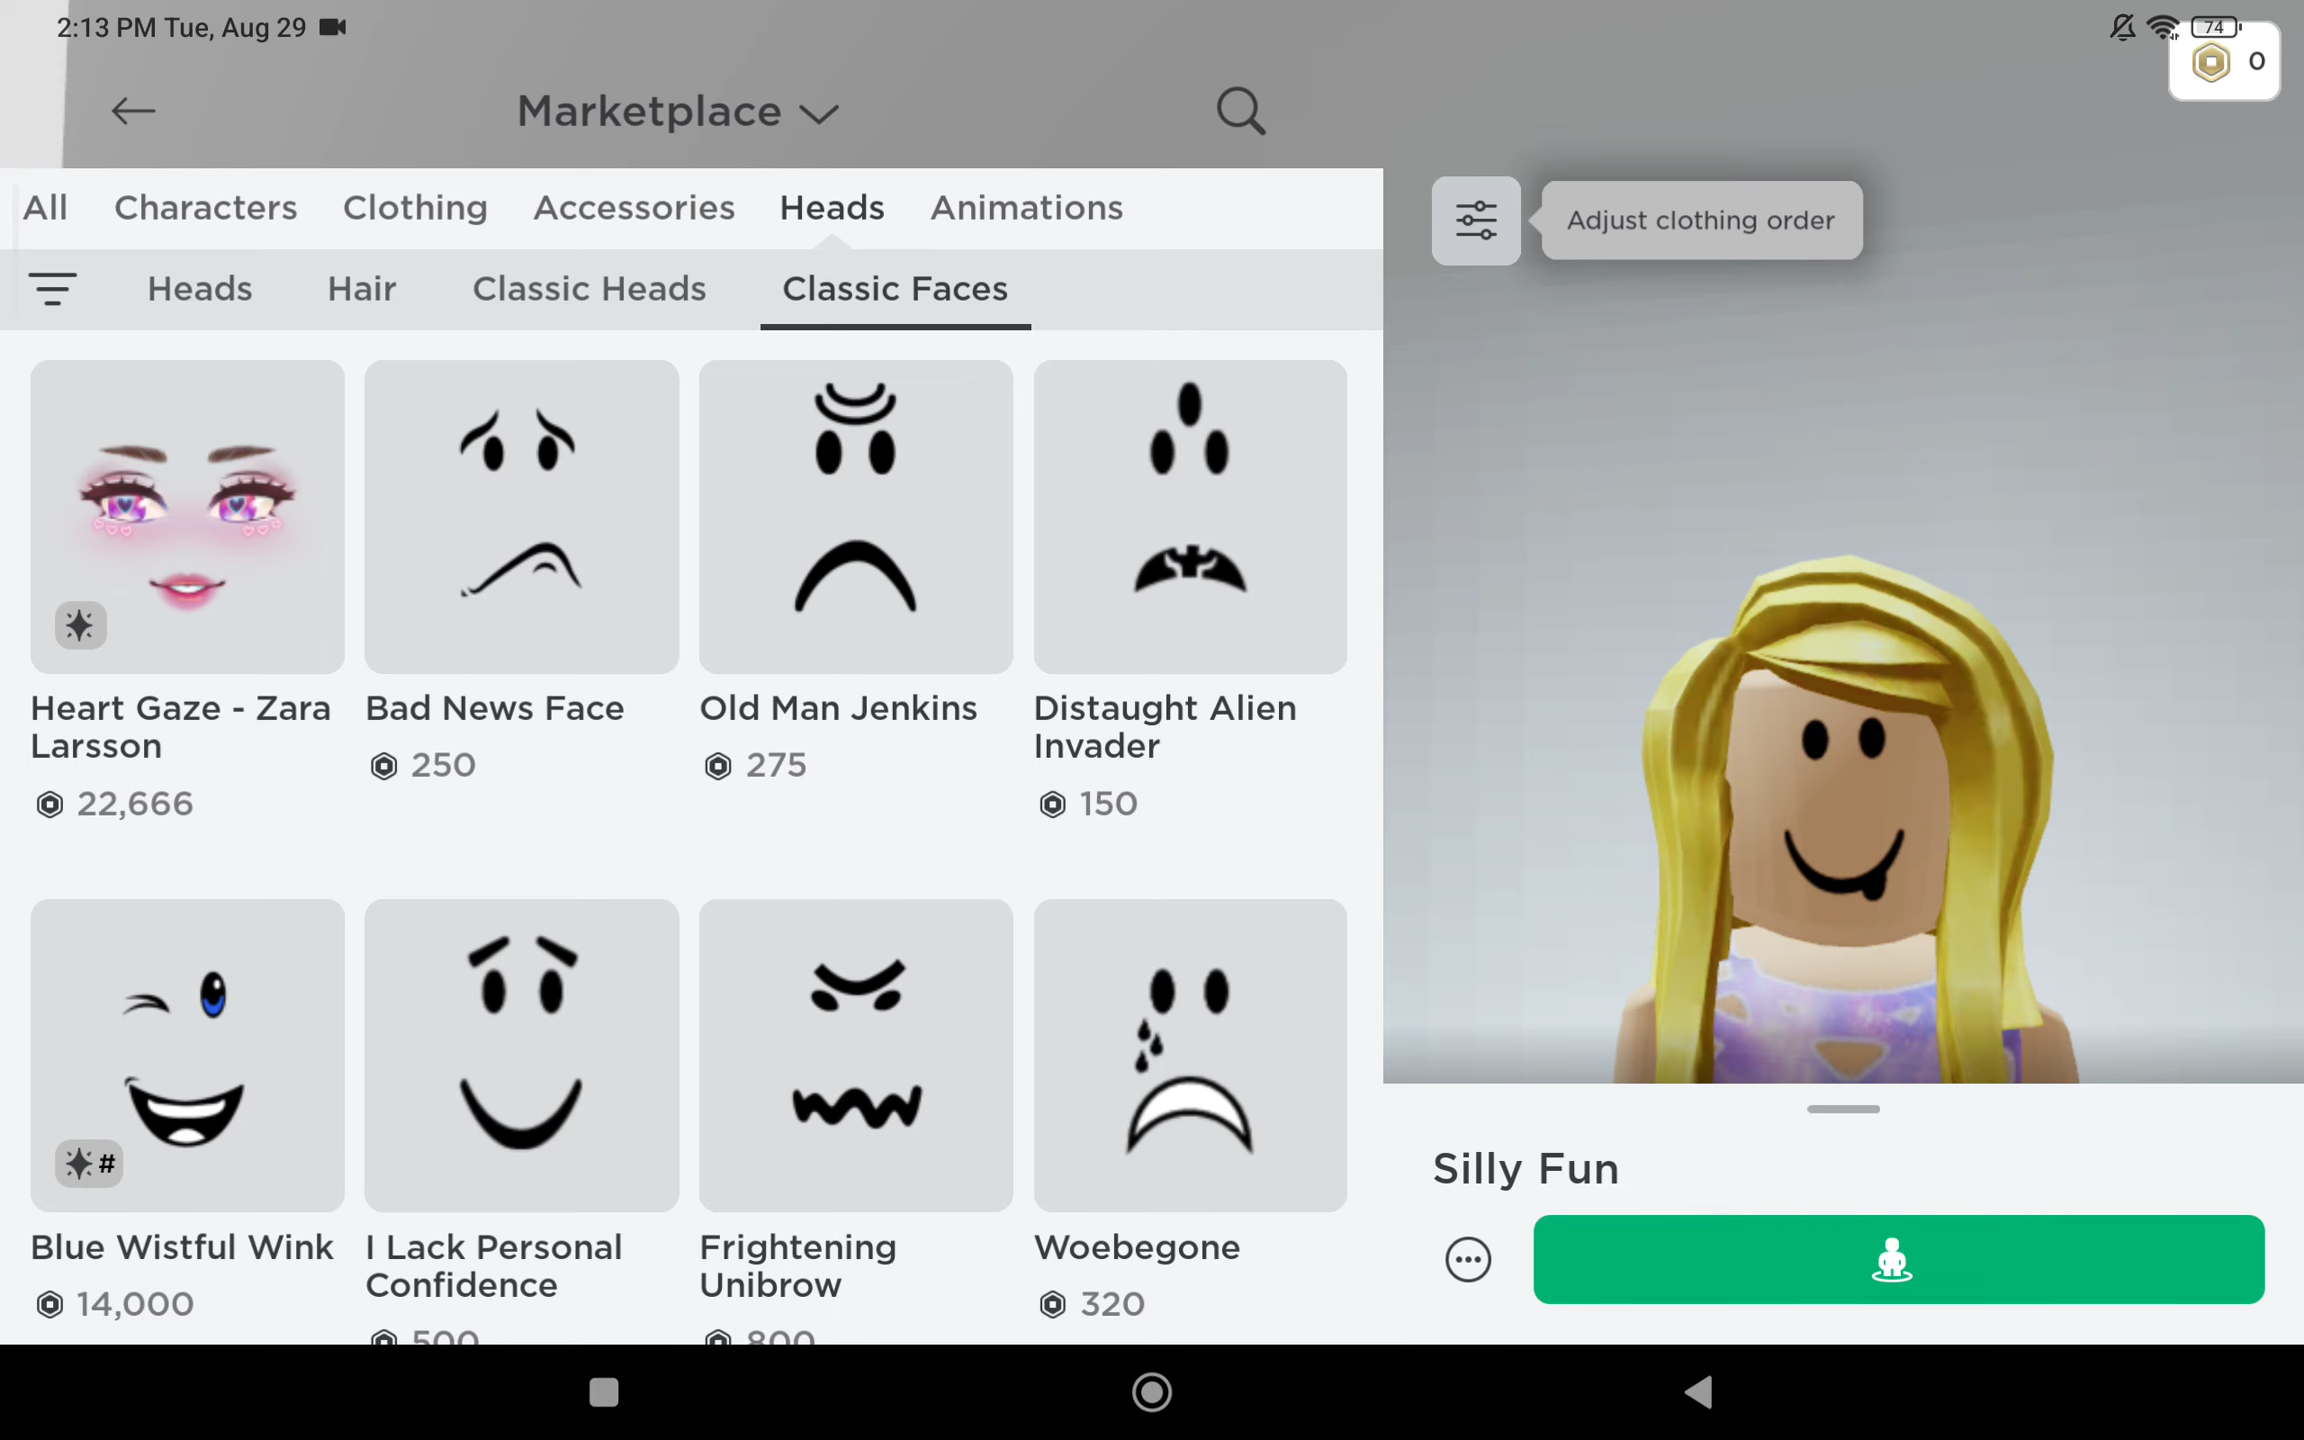 2:13 PM Tue, Aug 29
74
0
Marketplace
All Characters Clothing Accessories Heads Animations
Adjust clothing order
Heads Hair Classic Heads Classic Faces
Heart Gaze - Zara
Larsson
22,666
Bad News Face
250
Old Man Jenkins
275
Distaught Alien
Invader
150
#
Blue Wistful Wink
14,000
I Lack Personal
Confidence
500
Frightening
Unibrow
800
Woebegone
320
Silly Fun